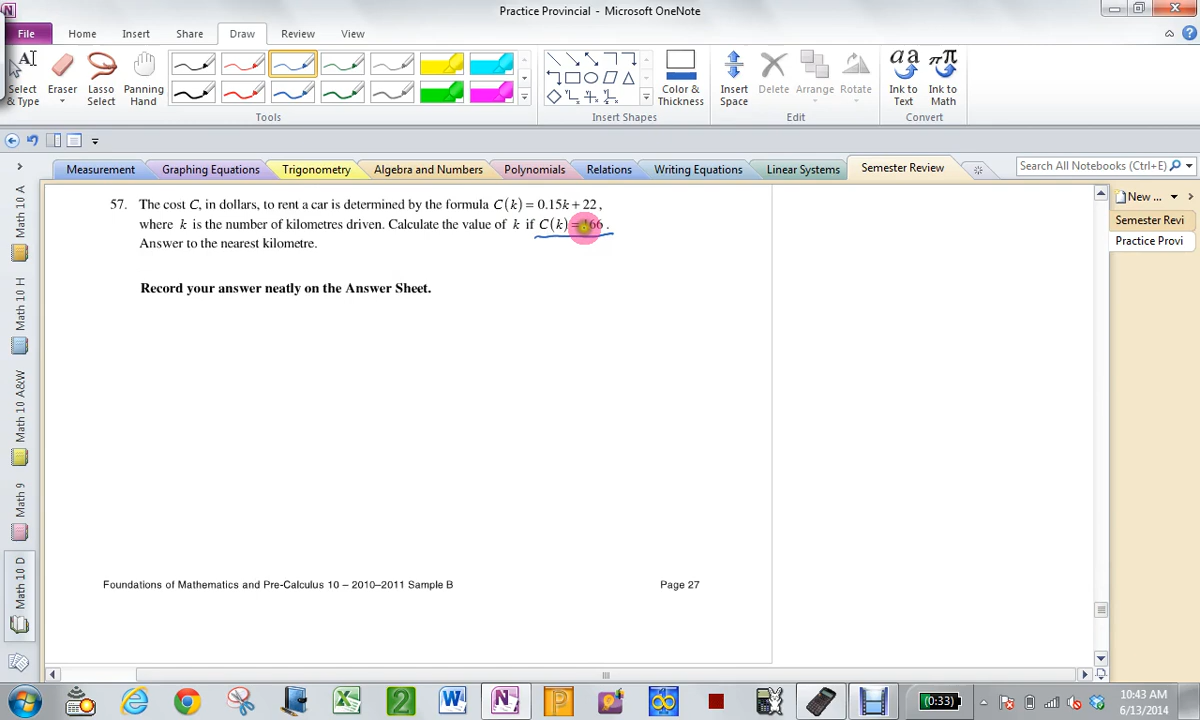 Practice Provincial - Microsoft OneNote
File Home Insert Share Draw Review View
Select & Type
Eraser
Lasso Select
Panning Hand
Color & Thickness
Insert Space
Delete
Arrange
Rotate
Ink to Text
Ink to Math
Tools
Insert Shapes
Edit
Convert
Measurement Graphing Equations Trigonometry Algebra and Numbers Polynomials Relations Writing Equations Linear Systems Semester Review
Search All Notebooks (Ctrl+E)
New ...
Semester Revi
Practice Provi
Math 10 A
Math 10 H
Math 10 A&W
Math 9
Math 10 D
57. The cost C, in dollars, to rent a car is determined by the formula C(k) = 0.15k + 22,
where k is the number of kilometres driven. Calculate the value of k if C(k) = 166.
Answer to the nearest kilometre.
Record your answer neatly on the Answer Sheet.
Foundations of Mathematics and Pre-Calculus 10 – 2010–2011 Sample B Page 27
(0:33)
10:43 AM
6/13/2014